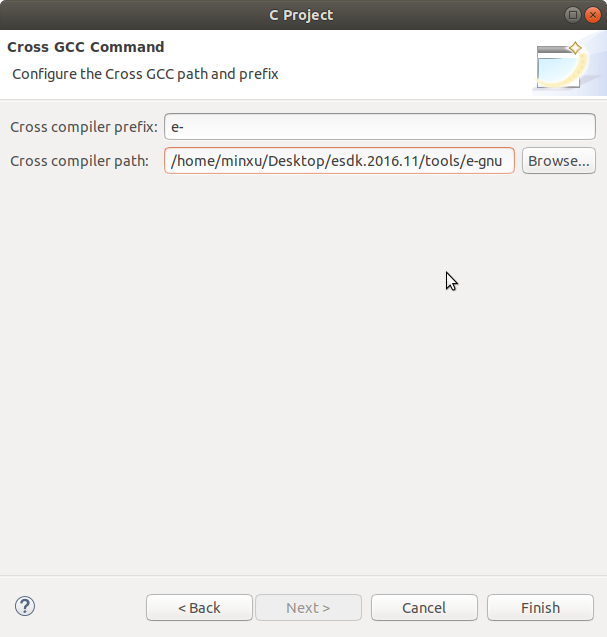 C Project
Cross GCC Command
Configure the Cross GCC path and prefix
Cross compiler prefix: e-
Cross compiler path: /home/minxu/Desktop/esdk.2016.11/tools/e-gnu Browse...
? < Back Next > Cancel Finish